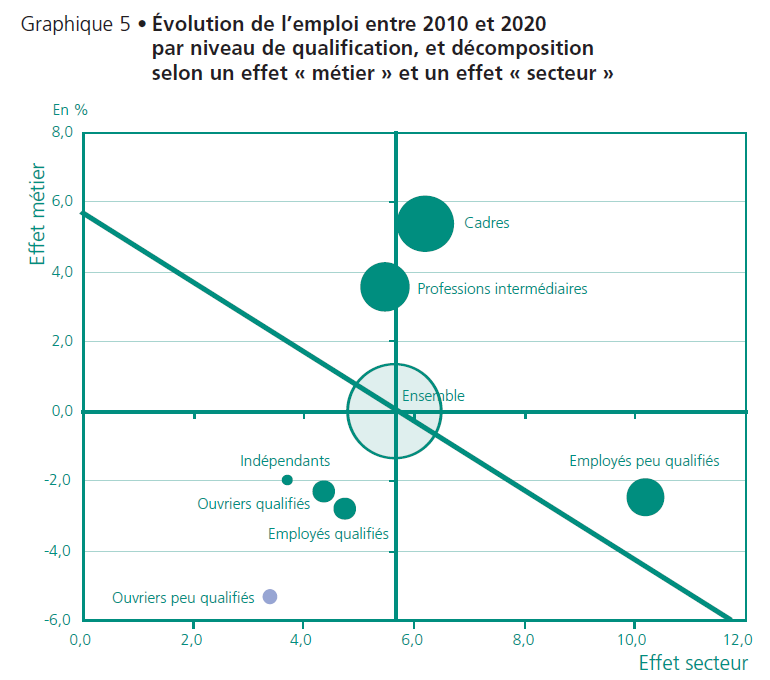 Graphique 5 • Évolution de l’emploi entre 2010 et 2020
par niveau de qualification, et décomposition
selon un effet « métier » et un effet « secteur »
En %
8,0
Effet métier
6,0
Cadres
4,0
Professions intermédiaires
2,0
Ensemble
0,0
Indépendants
Employés peu qualifiés
-2,0
Ouvriers qualifiés
Employés qualifiés
-4,0
Ouvriers peu qualifiés
-6,0
0,0 2,0 4,0 6,0 8,0 10,0 12,0
Effet secteur